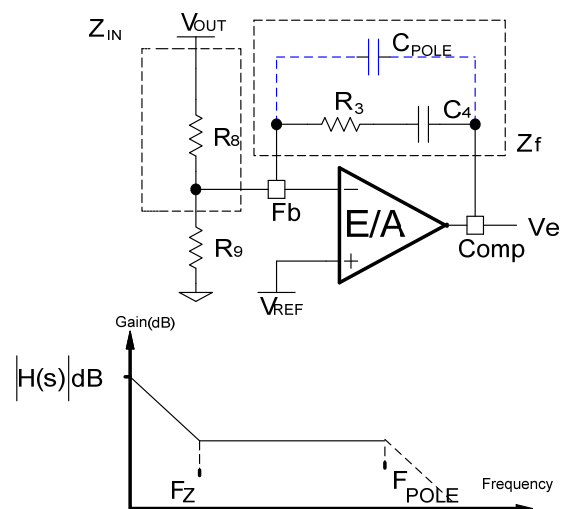 ZIN
VOUT
CPOLE
R3
C4
R8
Zf
Fb
E/A
Ve
Comp
R9
VREF
Gain(dB)
|H(s)|dB
FZ
FPOLE
Frequency